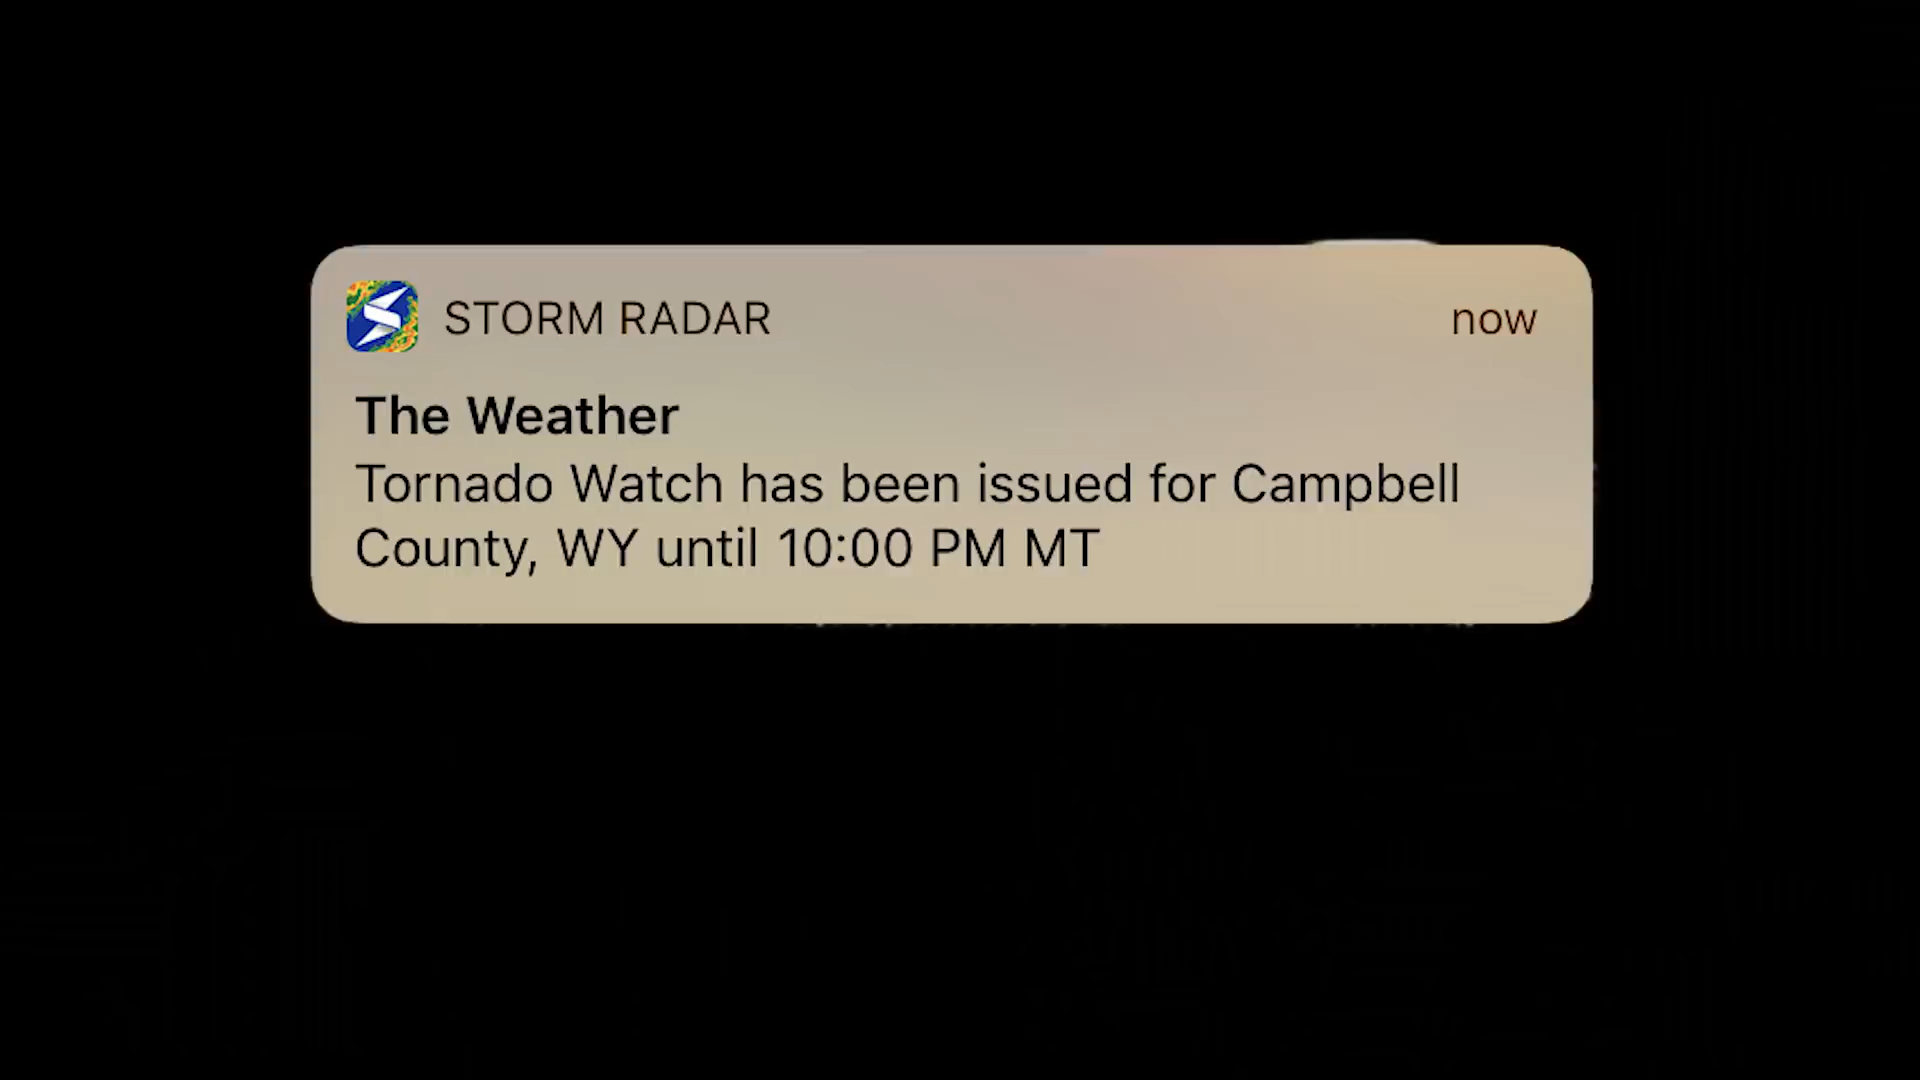 STORM RADAR now
The Weather
Tornado Watch has been issued for Campbell
County, WY until 10:00 PM MT